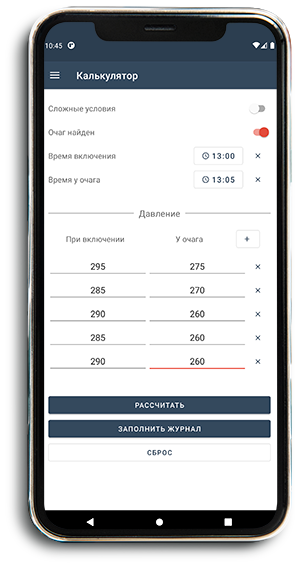 10:45
Калькулятор
Сложные условия
Очаг найден
Время включения 13:00 ×
Время у очага 13:05 ×
Давление
При включении У очага +
295 275 ×
285 270 ×
290 260 ×
285 260 ×
290 260 ×
РАССЧИТАТЬ
ЗАПОЛНИТЬ ЖУРНАЛ
СБРОС